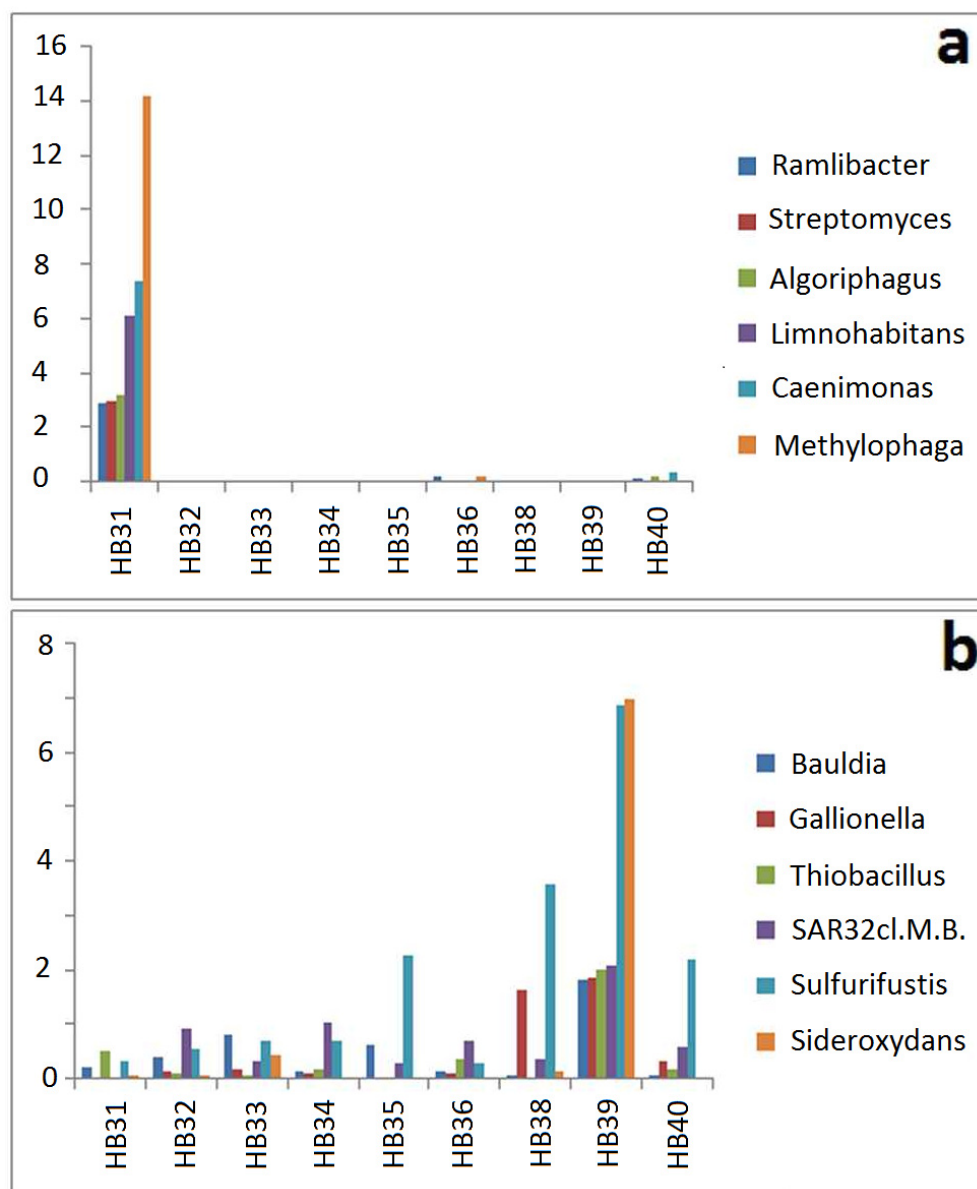 a
16
14
12
10
8
6
4
2
0
HB31
HB32
HB33
HB34
HB35
HB36
HB38
HB39
HB40
Ramlibacter
Streptomyces
Algoriphagus
Limnohabitans
Caenimonas
Methylophaga
b
8
6
4
2
0
HB31
HB32
HB33
HB34
HB35
HB36
HB38
HB39
HB40
Bauldia
Gallionella
Thiobacillus
SAR32cl.M.B.
Sulfurifustis
Sideroxydans